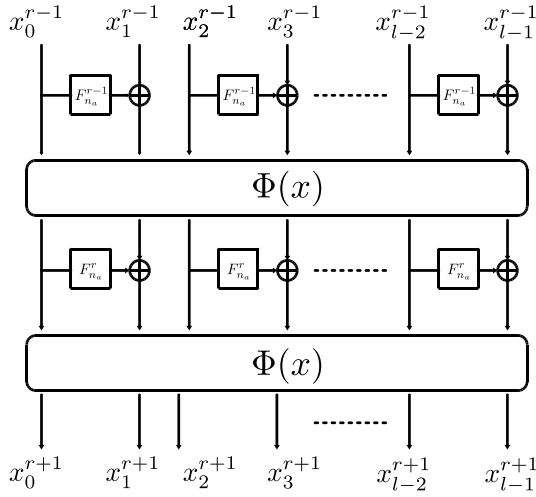 x_0^{r-1} x_1^{r-1} x_2^{r-1} x_3^{r-1} x_{l-2}^{r-1} x_{l-1}^{r-1}
F_{n_a}^{r-1} F_{n_a}^{r-1} F_{n_a}^{r-1}
Φ(x)
F_{n_a}^{r} F_{n_a}^{r} F_{n_a}^{r}
Φ(x)
x_0^{r+1} x_1^{r+1} x_2^{r+1} x_3^{r+1} x_{l-2}^{r+1} x_{l-1}^{r+1}